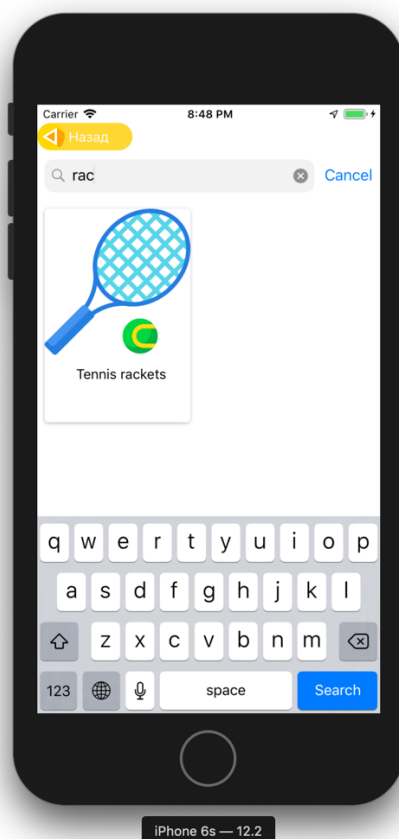 Carrier 8:48 PM
Назад
rac Cancel
Tennis rackets
q w e r t y u i o p
a s d f g h j k l
z x c v b n m
123 space Search
iPhone 6s — 12.2